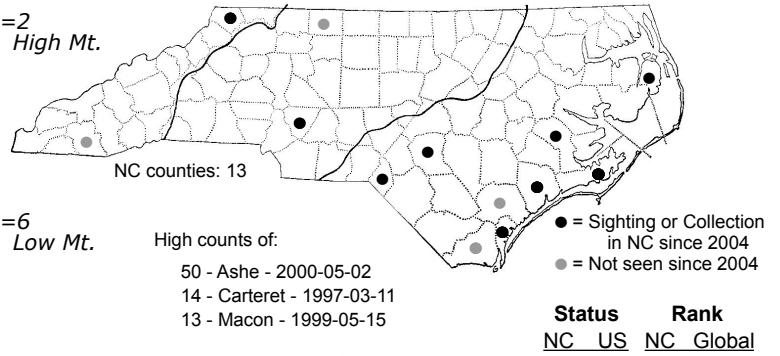 =2
High Mt.
NC counties: 13
=6
Low Mt.
High counts of:
50 - Ashe - 2000-05-02
14 - Carteret - 1997-03-11
13 - Macon - 1999-05-15
= Sighting or Collection
in NC since 2004
= Not seen since 2004
Status Rank
NC US NC Global